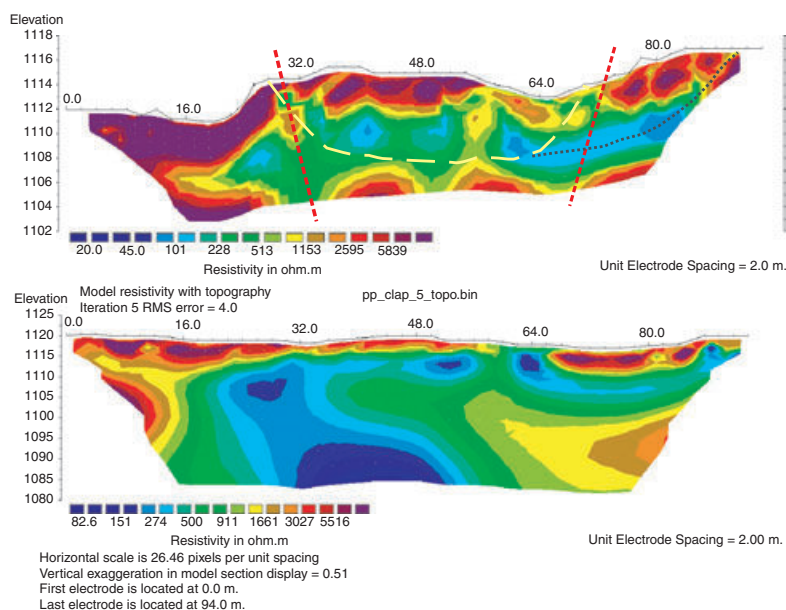 Elevation
1118
1116
1114
1112
1110
1108
1106
1104
1102
0.0 16.0 32.0 48.0 64.0 80.0
20.0 45.0 101 228 513 1153 2595 5839
Resistivity in ohm.m
Unit Electrode Spacing = 2.0 m.
Elevation
Model resistivity with topography
Iteration 5 RMS error = 4.0
pp_clap_5_topo.bin
1125
1120
1115
1110
1105
1100
1095
1090
1085
1080
0.0 16.0 32.0 48.0 64.0 80.0
82.6 151 274 500 911 1661 3027 5516
Resistivity in ohm.m
Unit Electrode Spacing = 2.00 m.
Horizontal scale is 26.46 pixels per unit spacing
Vertical exaggeration in model section display = 0.51
First electrode is located at 0.0 m.
Last electrode is located at 94.0 m.